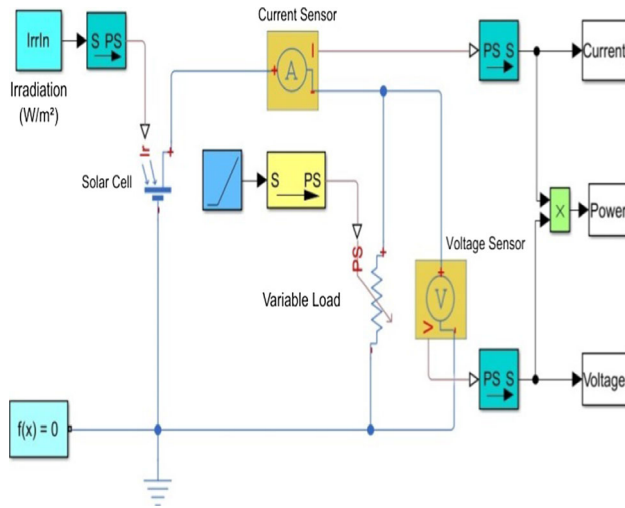 Current Sensor
IrrIn
S PS
I
PS S
Current
+
A
-
Irradiation
(W/m²)
Ir
+
Solar Cell
S PS
PS
+
X
Power
Voltage Sensor
+
V
Variable Load
V
-
PS S
Voltage
f(x) = 0